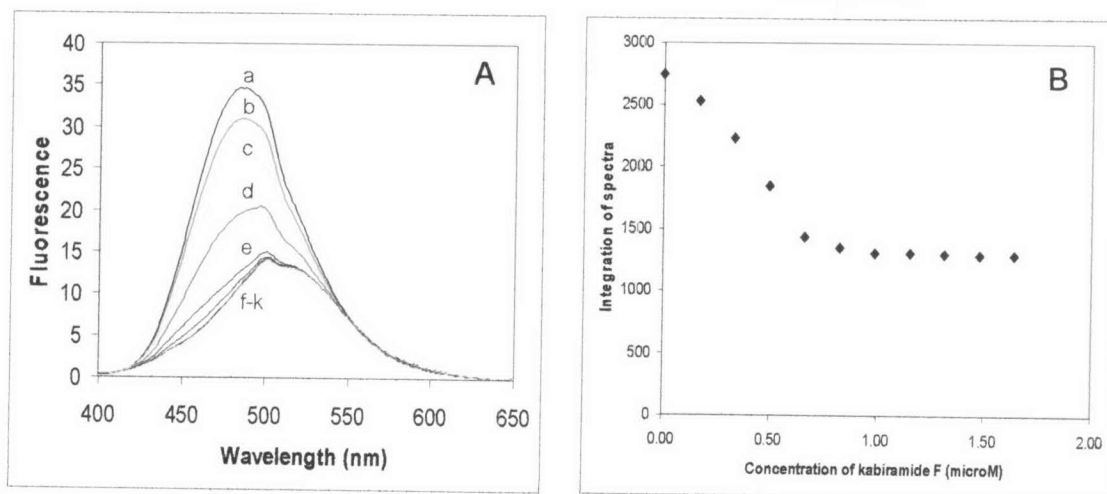 A
40
35
30
25
20
15
10
5
0
Fluorescence
a
b
c
d
e
f-k
400 450 500 550 600 650
Wavelength (nm)
B
3000
2500
2000
1500
1000
500
0
Integration of spectra
0.00 0.50 1.00 1.50 2.00
Concentration of kabiramide F (microM)